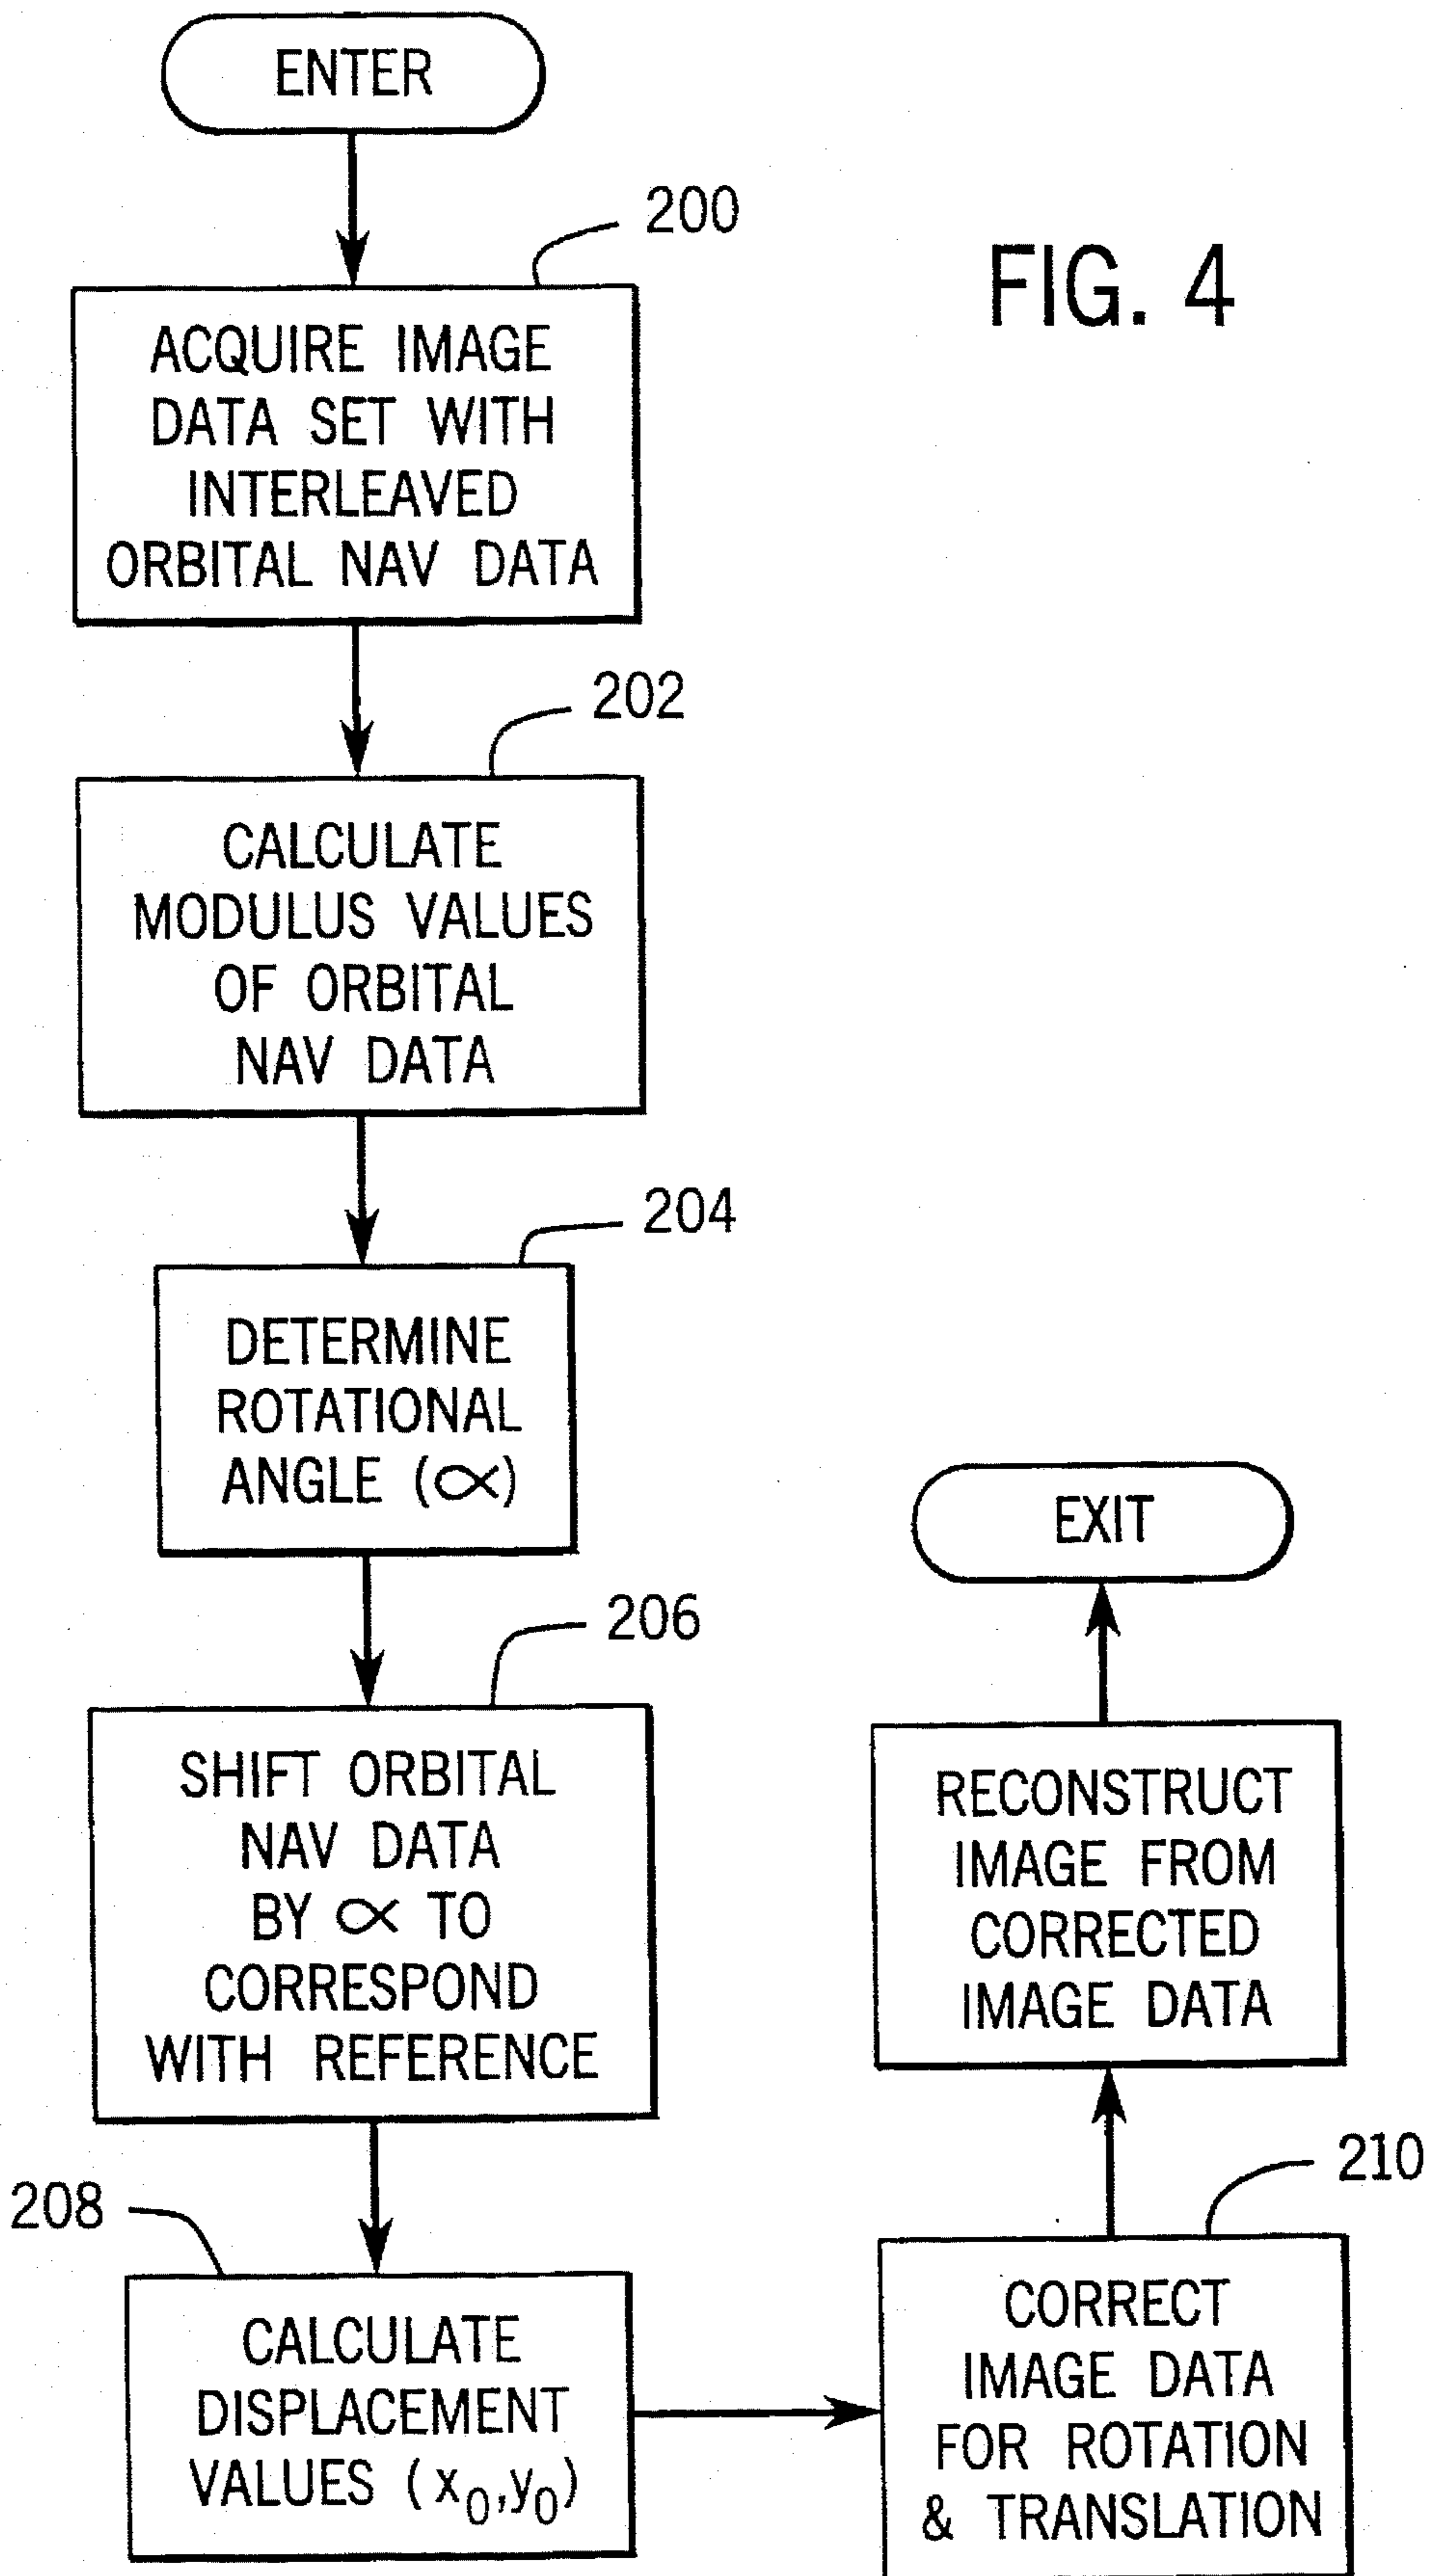 ENTER
200
FIG. 4
ACQUIRE IMAGE
DATA SET WITH
INTERLEAVED
ORBITAL NAV DATA
202
CALCULATE
MODULUS VALUES
OF ORBITAL
NAV DATA
204
DETERMINE
ROTATIONAL
ANGLE (∝)
206
SHIFT ORBITAL
NAV DATA
BY ∝ TO
CORRESPOND
WITH REFERENCE
208
CALCULATE
DISPLACEMENT
VALUES (x₀,y₀)
210
CORRECT
IMAGE DATA
FOR ROTATION
& TRANSLATION
RECONSTRUCT
IMAGE FROM
CORRECTED
IMAGE DATA
EXIT